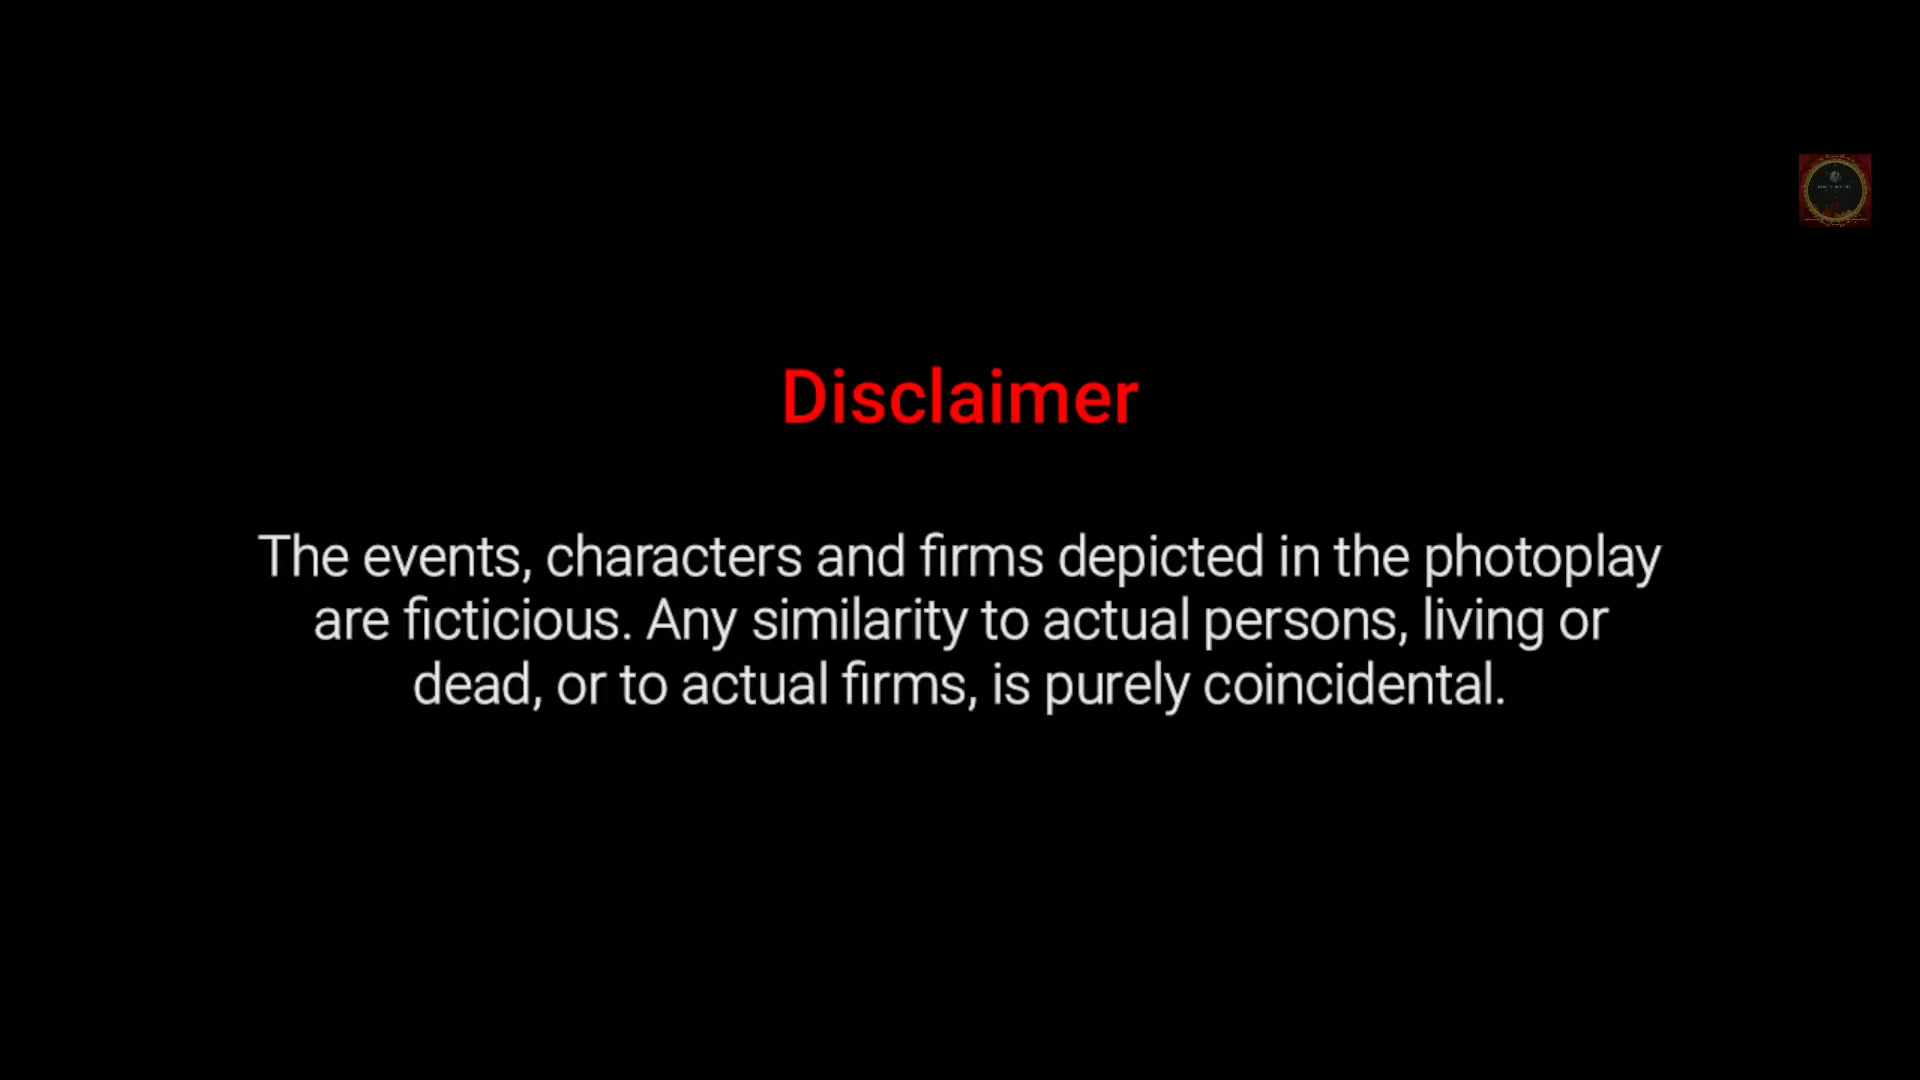 Disclaimer
The events, characters and firms depicted in the photoplay
are ficticious. Any similarity to actual persons, living or
dead, or to actual firms, is purely coincidental.